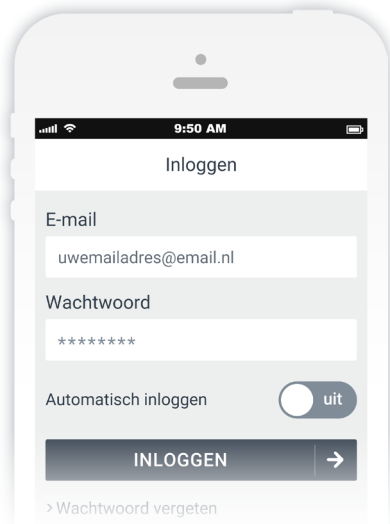 9:50 AM
Inloggen
E-mail
uwemailadres@email.nl
Wachtwoord
********
Automatisch inloggen uit
INLOGGEN →
> Wachtwoord vergeten